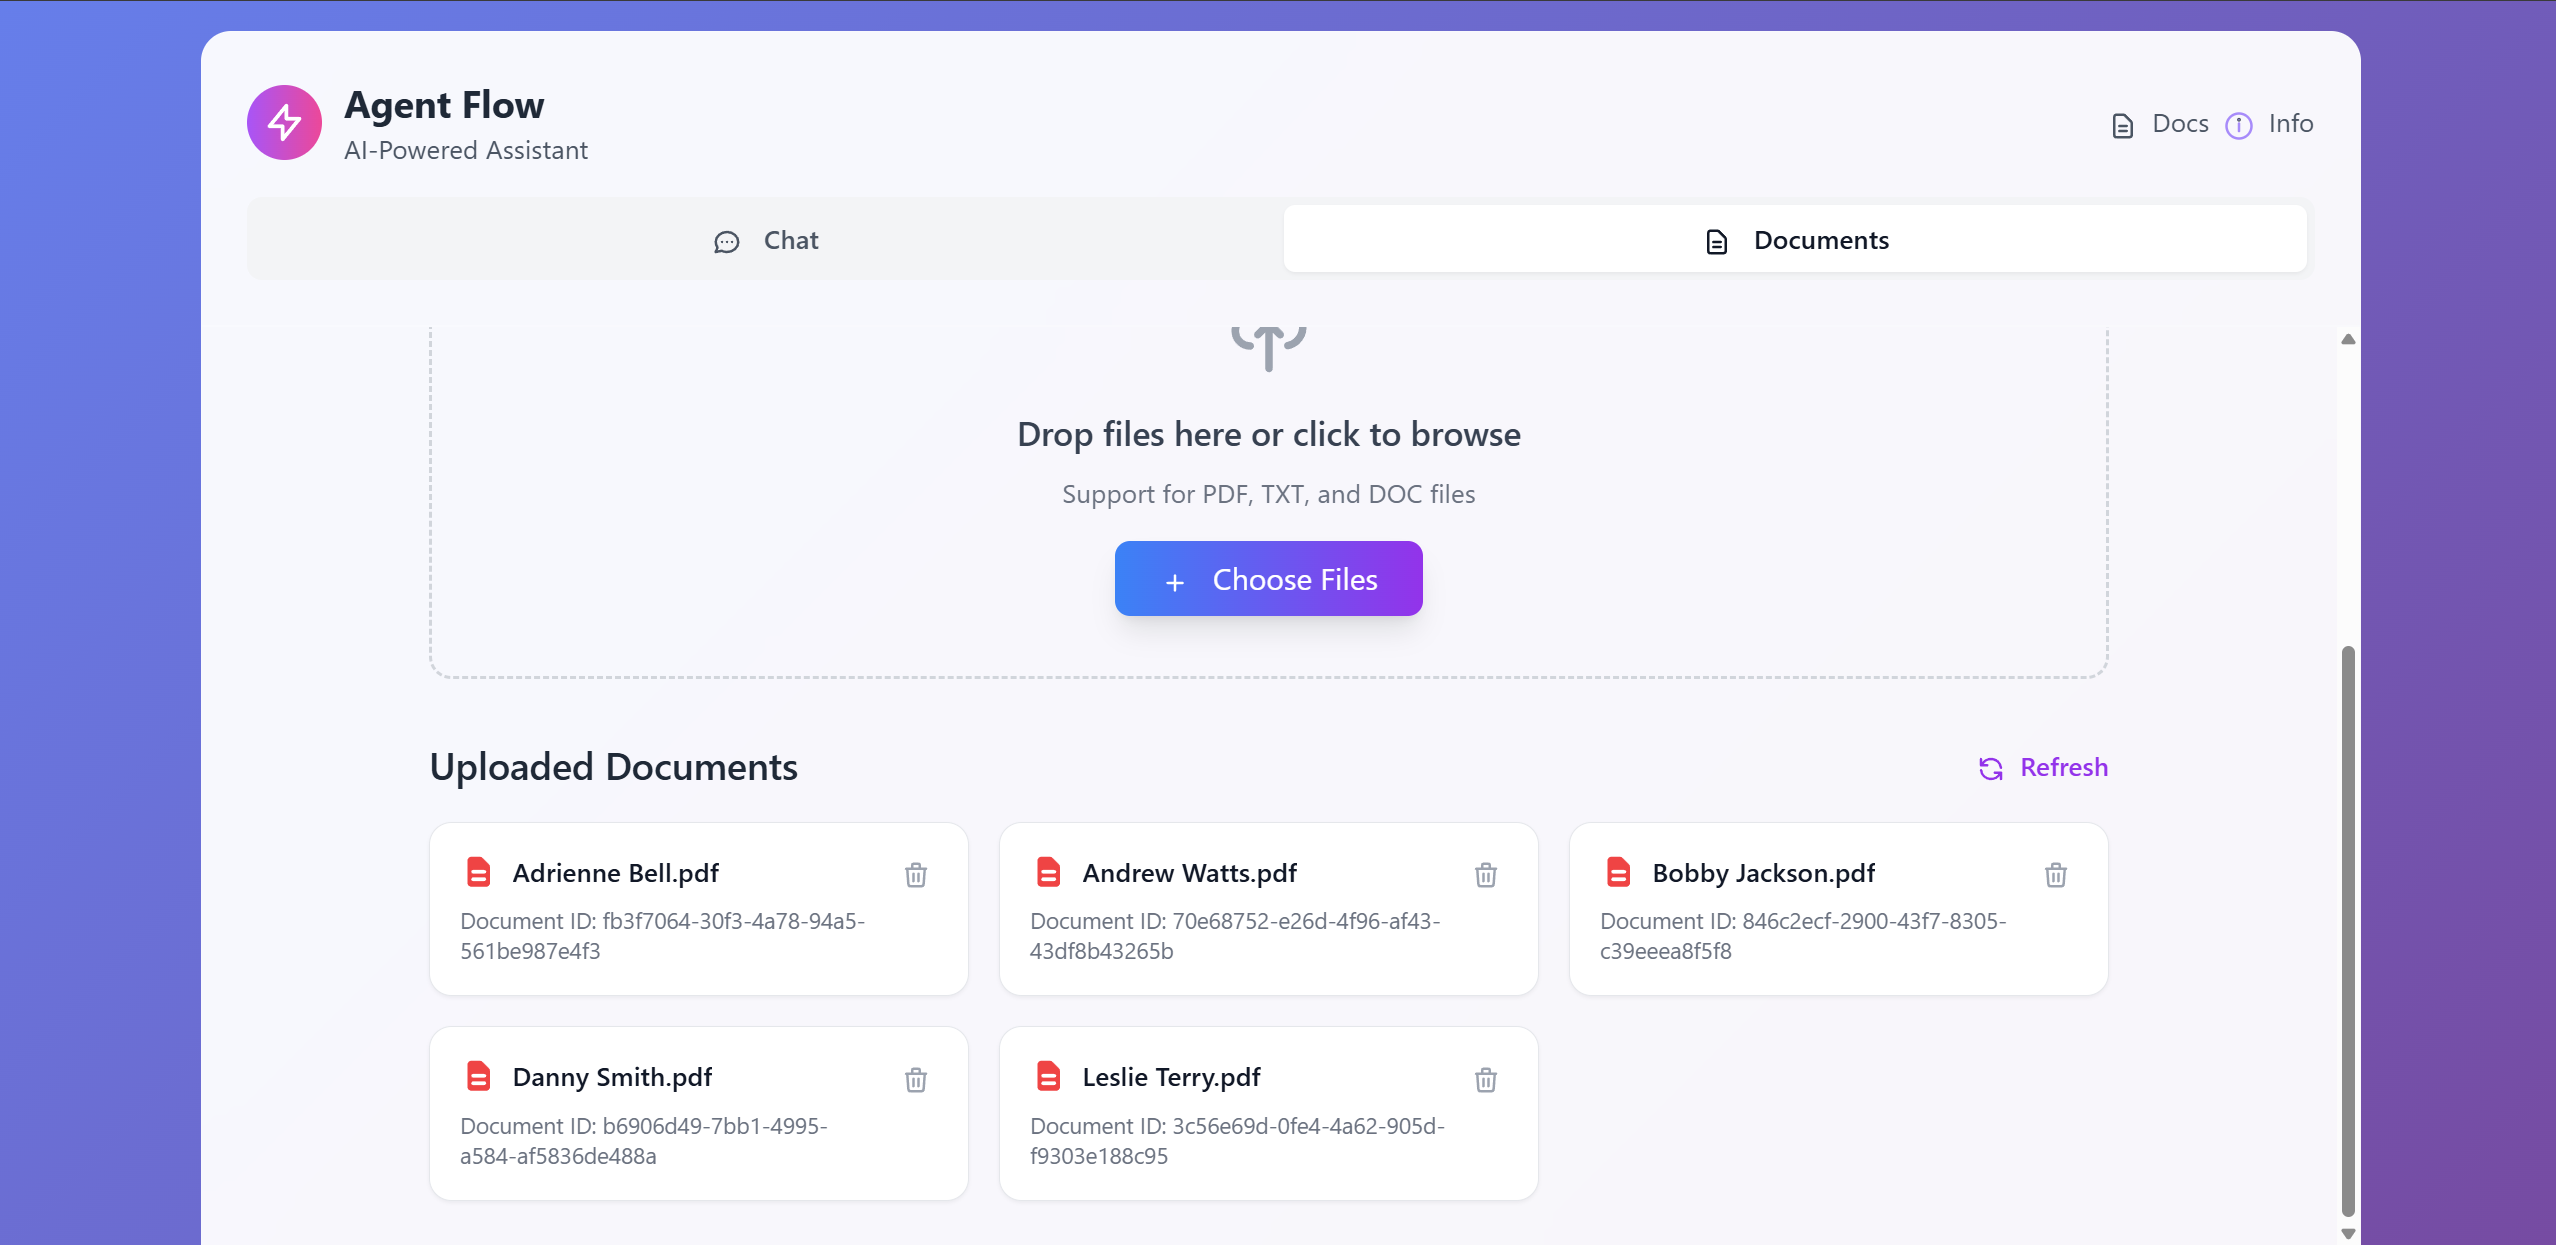 Agent Flow
AI-Powered Assistant
Docs
Info
Chat
Documents
Drop files here or click to browse
Support for PDF, TXT, and DOC files
+ Choose Files
Uploaded Documents
Refresh
Adrienne Bell.pdf
Document ID: fb3f7064-30f3-4a78-94a5-
561be987e4f3
Andrew Watts.pdf
Document ID: 70e68752-e26d-4f96-af43-
43df8b43265b
Bobby Jackson.pdf
Document ID: 846c2ecf-2900-43f7-8305-
c39eeea8f5f8
Danny Smith.pdf
Document ID: b6906d49-7bb1-4995-
a584-af5836de488a
Leslie Terry.pdf
Document ID: 3c56e69d-0fe4-4a62-905d-
f9303e188c95